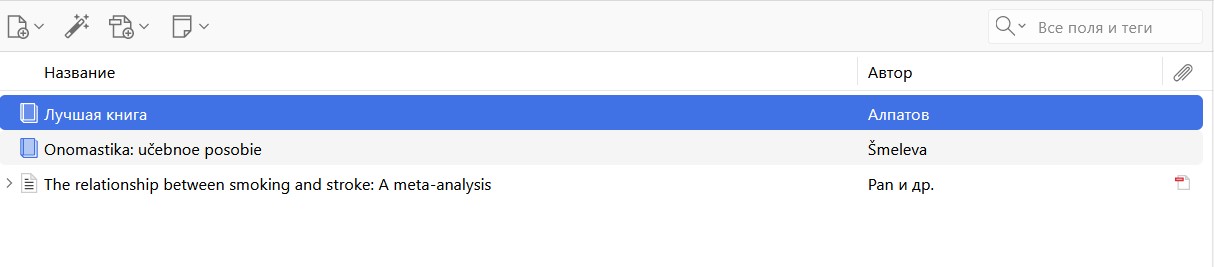 Все поля и теги
Название Автор
Лучшая книга Алпатов
Onomastika: učebnoe posobie Šmeleva
The relationship between smoking and stroke: A meta-analysis Pan и др.